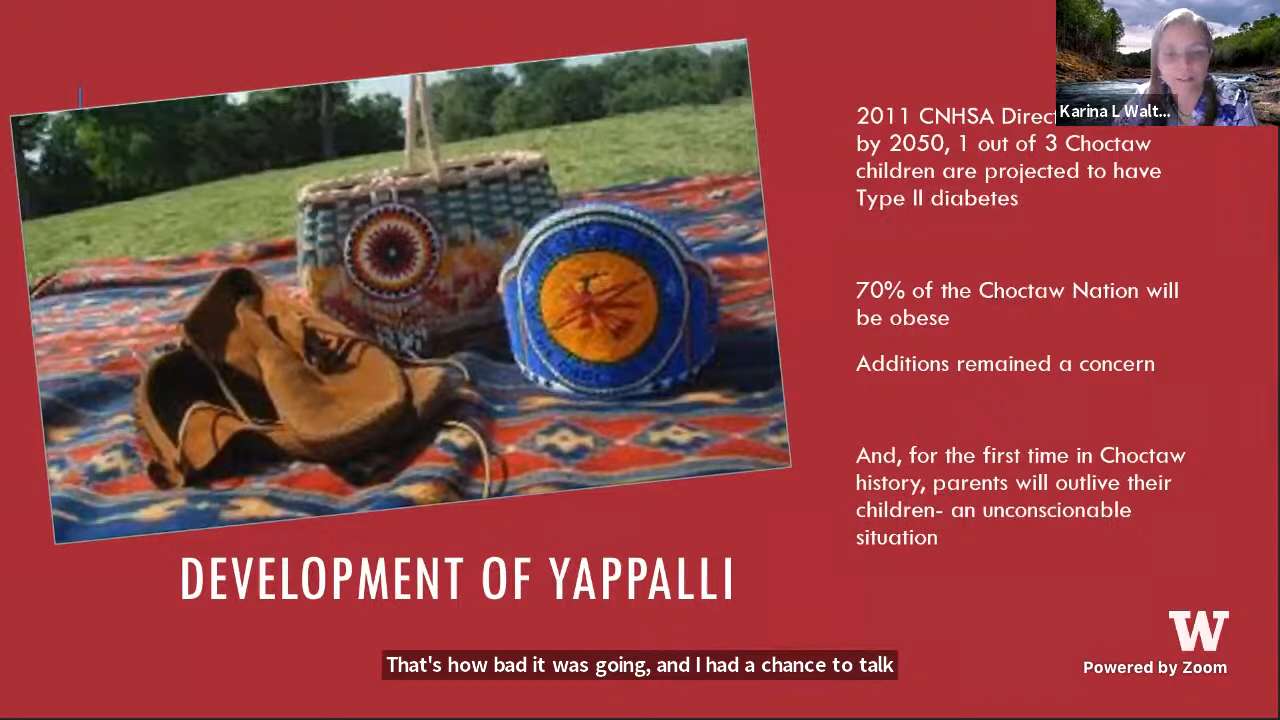 Karina L Walt...
2011 CNHSA Direct
by 2050, 1 out of 3 Choctaw
children are projected to have
Type II diabetes
70% of the Choctaw Nation will
be obese
Additions remained a concern
And, for the first time in Choctaw
history, parents will outlive their
children- an unconscionable
situation
DEVELOPMENT OF YAPPALLI
That's how bad it was going, and I had a chance to talk
W
Powered by Zoom